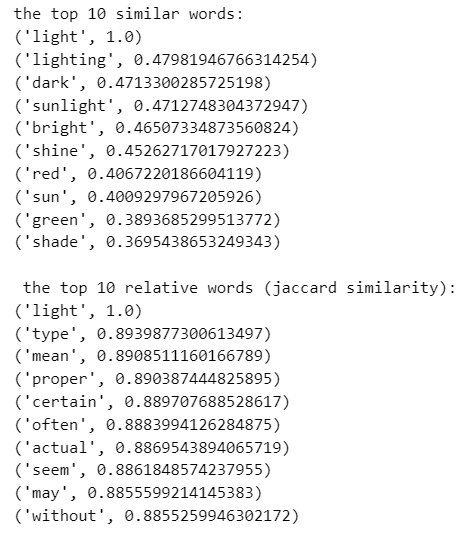 the top 10 similar words:
('light', 1.0)
('lighting', 0.47981946766314254)
('dark', 0.4713300285725198)
('sunlight', 0.4712748304372947)
('bright', 0.46507334873560824)
('shine', 0.45262717017927223)
('red', 0.4067220186604119)
('sun', 0.4009297967205926)
('green', 0.3893685299513772)
('shade', 0.3695438653249343)
the top 10 relative words (jaccard similarity):
('light', 1.0)
('type', 0.8939877300613497)
('mean', 0.8908511160166789)
('proper', 0.890387444825895)
('certain', 0.889707688528617)
('often', 0.8883994126284875)
('actual', 0.8869543894065719)
('seem', 0.8861848574237955)
('may', 0.8855599214145383)
('without', 0.8855259946302172)